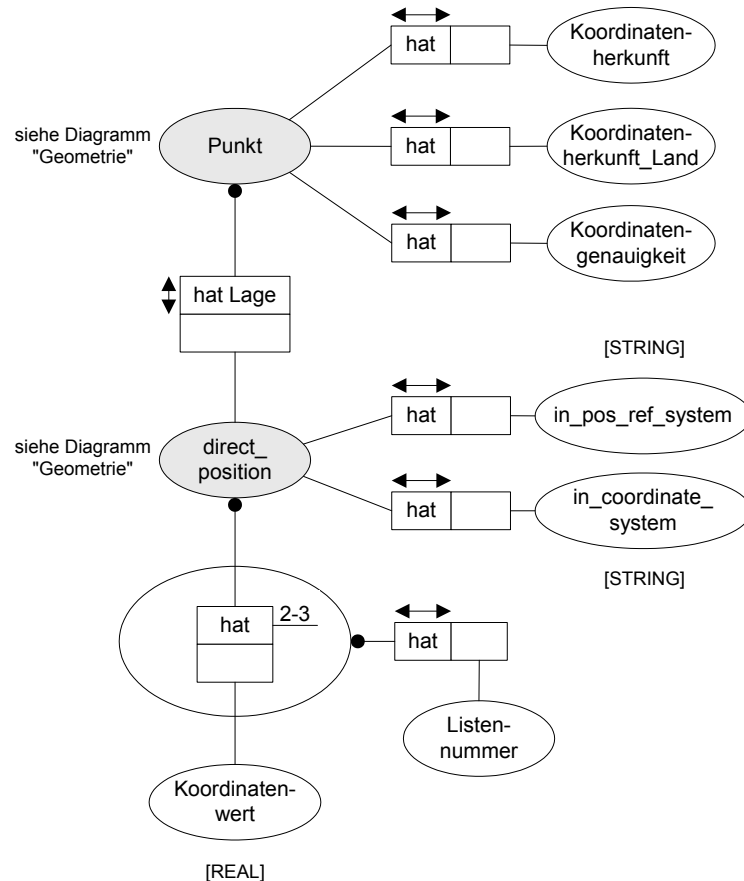 hat
Koordinaten-
herkunft
siehe Diagramm
"Geometrie"
Punkt
hat
Koordinaten-
herkunft_Land
hat
Koordinaten-
genauigkeit
hat Lage
[STRING]
hat
in_pos_ref_system
siehe Diagramm
"Geometrie"
direct_
position
hat
in_coordinate_
system
[STRING]
hat
2-3
hat
Listen-
nummer
Koordinaten-
wert
[REAL]